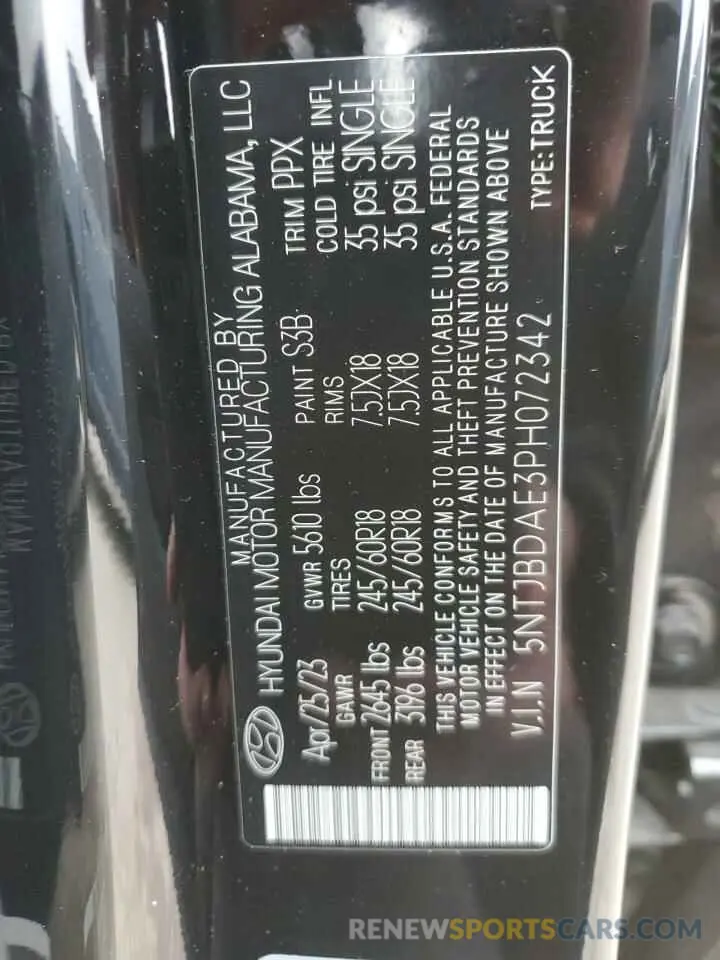 MANUFACTURED BY
HYUNDAI MOTOR MANUFACTURING ALABAMA, LLC
Apr/25/23 GVWR 5610 lbs PAINT S3B TRIM PPX
GAWR TIRES RIMS COLD TIRE INFL
FRONT 2645 lbs 245/60R18 7.5JX18 35 psi SINGLE
REAR 3196 lbs 245/60R18 7.5JX18 35 psi SINGLE
THIS VEHICLE CONFORMS TO ALL APPLICABLE U.S.A. FEDERAL
MOTOR VEHICLE SAFETY AND THEFT PREVENTION STANDARDS
IN EFFECT ON THE DATE OF MANUFACTURE SHOWN ABOVE
V.I.N 5NTJBDAE3PH072342 TYPE:TRUCK
RENEWSPORTSCARS.COM